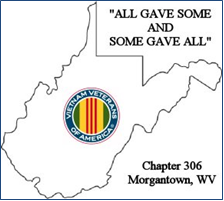 "ALL GAVE SOME
AND
SOME GAVE ALL"
VIETNAM VETERANS
OF AMERICA
Chapter 306
Morgantown, WV